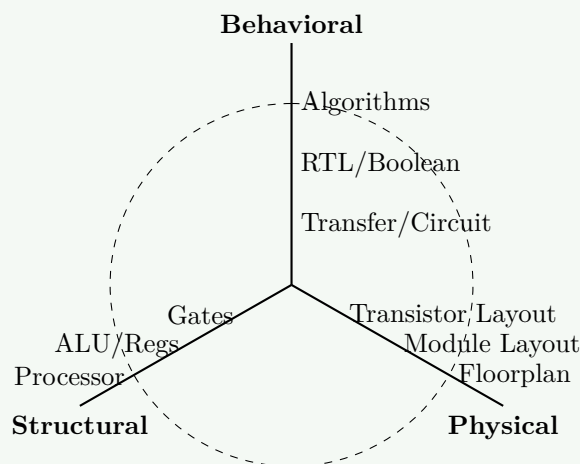 Behavioral
Algorithms
RTL/Boolean
Transfer/Circuit
Gates
Transistor Layout
ALU/Regs
Module Layout
Processor
Floorplan
Structural
Physical